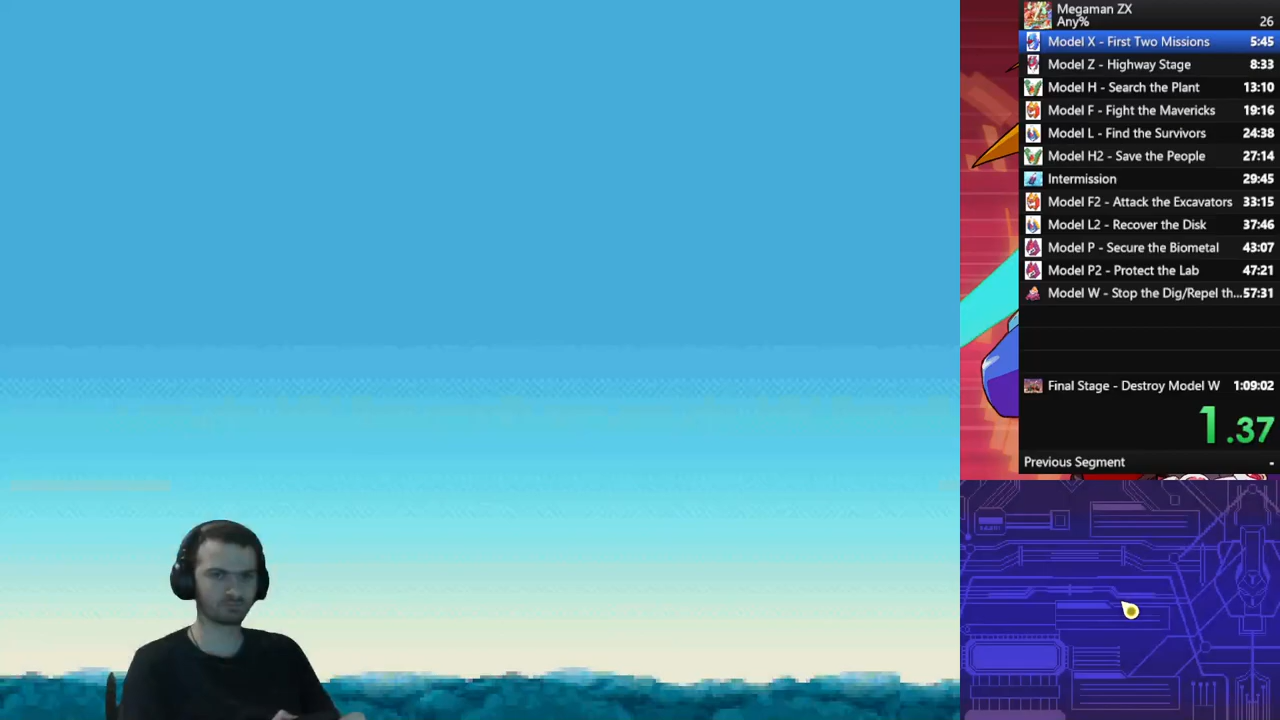 Megaman ZX
Any% 26
Model X - First Two Missions 5:45
Model Z - Highway Stage 8:33
Model H - Search the Plant 13:10
Model F - Fight the Mavericks 19:16
Model L - Find the Survivors 24:38
Model H2 - Save the People 27:14
Intermission 29:45
Model F2 - Attack the Excavators 33:15
Model L2 - Recover the Disk 37:46
Model P - Secure the Biometal 43:07
Model P2 - Protect the Lab 47:21
Model W - Stop the Dig/Repel th... 57:31
Final Stage - Destroy Model W 1:09:02
1.37
Previous Segment -